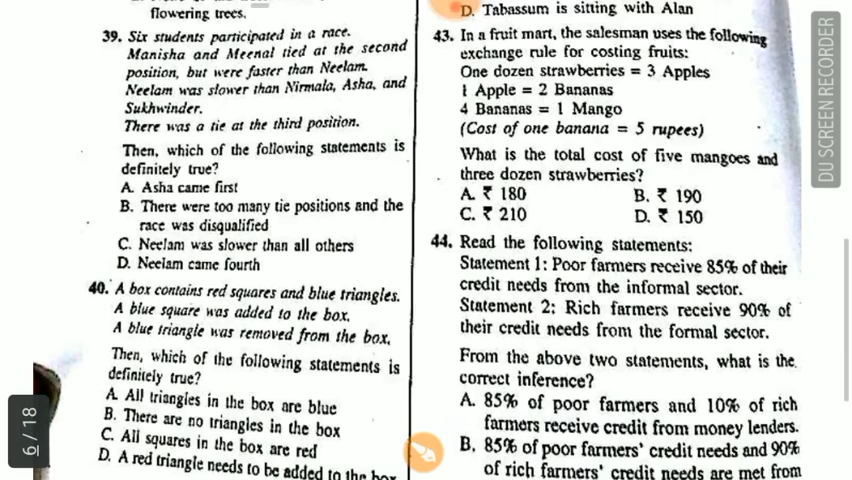 flowering trees.
39. Six students participated in a race.
Manisha and Meenal tied at the second
position, but were faster than Neelam.
Neelam was slower than Nirmala, Asha, and
Sukhwinder.
There was a tie at the third position.
Then, which of the following statements is
definitely true?
A. Asha came first
B. There were too many tie positions and the
race was disqualified
C. Neelam was slower than all others
D. Neelam came fourth
40. A box contains red squares and blue triangles.
A blue square was added to the box.
A blue triangle was removed from the box.
Then, which of the following statements is
definitely true?
A. All triangles in the box are blue
B. There are no triangles in the box
C. All squares in the box are red
D. A red triangle needs to be added to the box
6 / 18
D. Tabassum is sitting with Alan
43. In a fruit mart, the salesman uses the following
exchange rule for costing fruits:
One dozen strawberries = 3 Apples
1 Apple = 2 Bananas
4 Bananas = 1 Mango
(Cost of one banana = 5 rupees)
What is the total cost of five mangoes and
three dozen strawberries?
A. ₹ 180 B. ₹ 190
C. ₹ 210 D. ₹ 150
44. Read the following statements:
Statement 1: Poor farmers receive 85% of their
credit needs from the informal sector.
Statement 2: Rich farmers receive 90% of
their credit needs from the formal sector.
From the above two statements, what is the
correct inference?
A. 85% of poor farmers and 10% of rich
farmers receive credit from money lenders.
B. 85% of poor farmers' credit needs and 90%
of rich farmers' credit needs are met from
DU SCREEN RECORDER